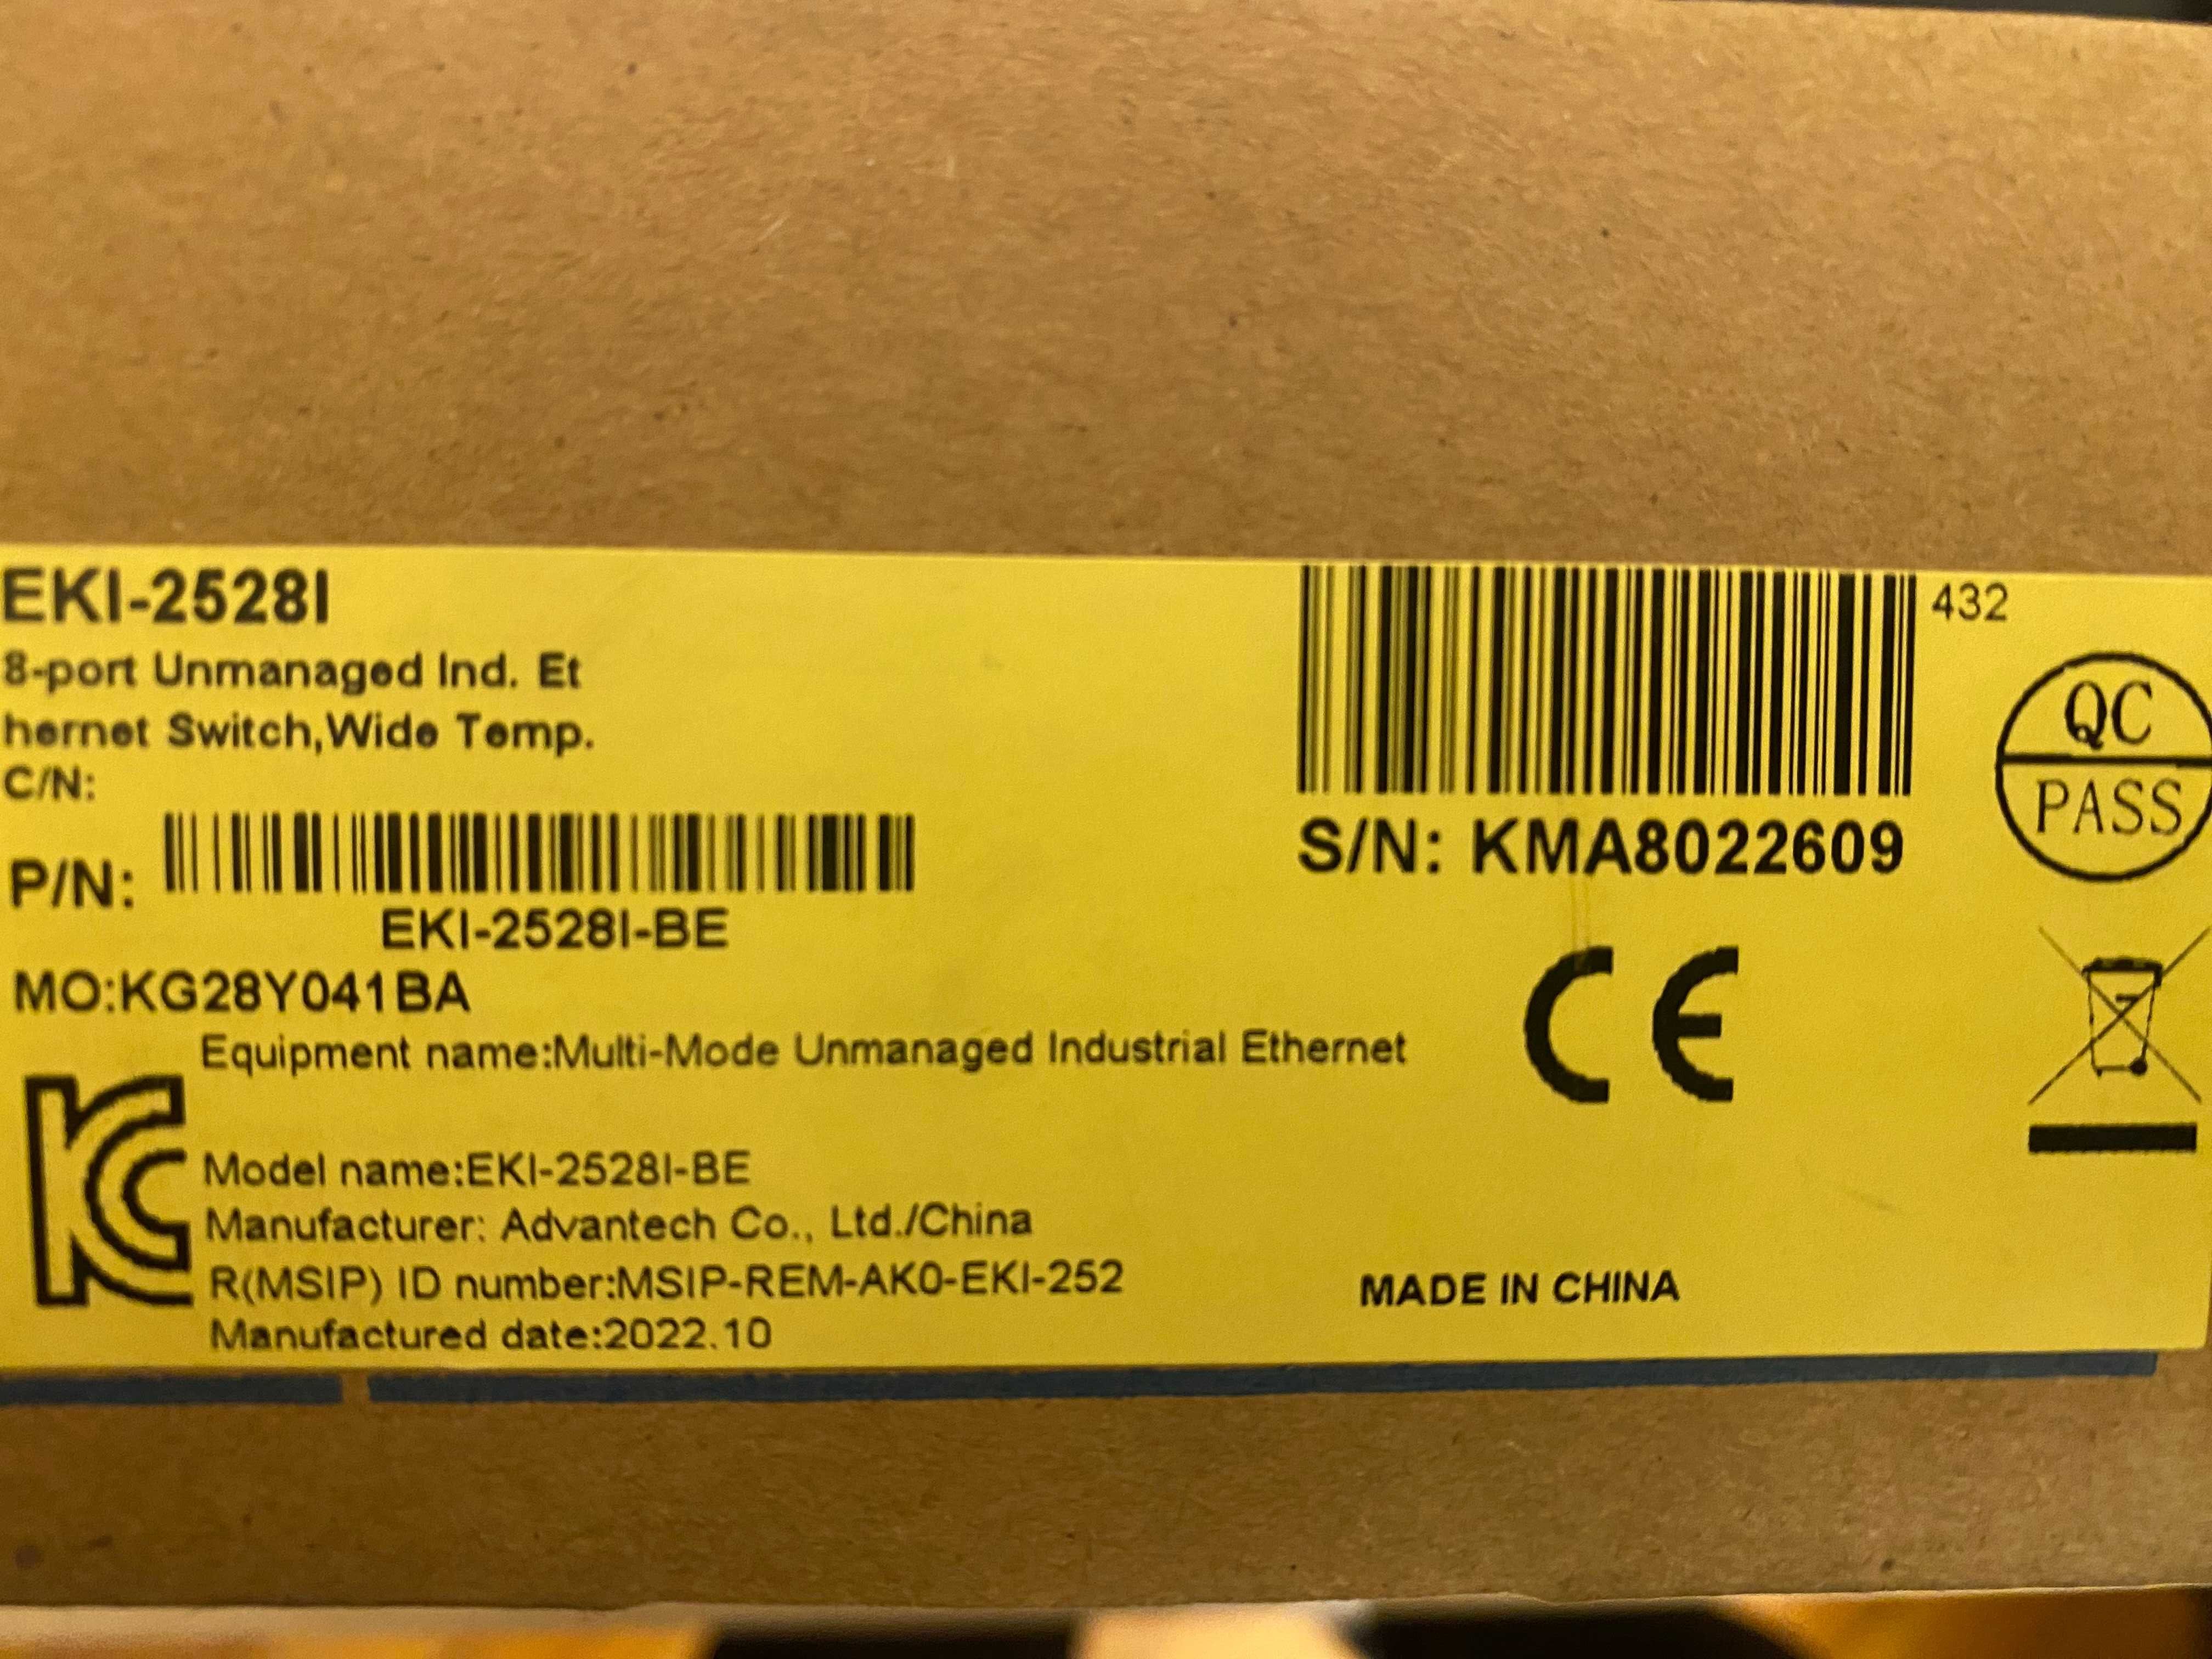 EKI-2528I
8-port Unmanaged Ind. Et
hernet Switch,Wide Temp.
C/N:
P/N:
EKI-2528I-BE
MO:KG28Y041BA
432
S/N: KMA8022609
QC
PASS
CE
Equipment name:Multi-Mode Unmanaged Industrial Ethernet
KC
Model name:EKI-2528I-BE
Manufacturer: Advantech Co., Ltd./China
R(MSIP) ID number:MSIP-REM-AK0-EKI-252
Manufactured date:2022.10
MADE IN CHINA